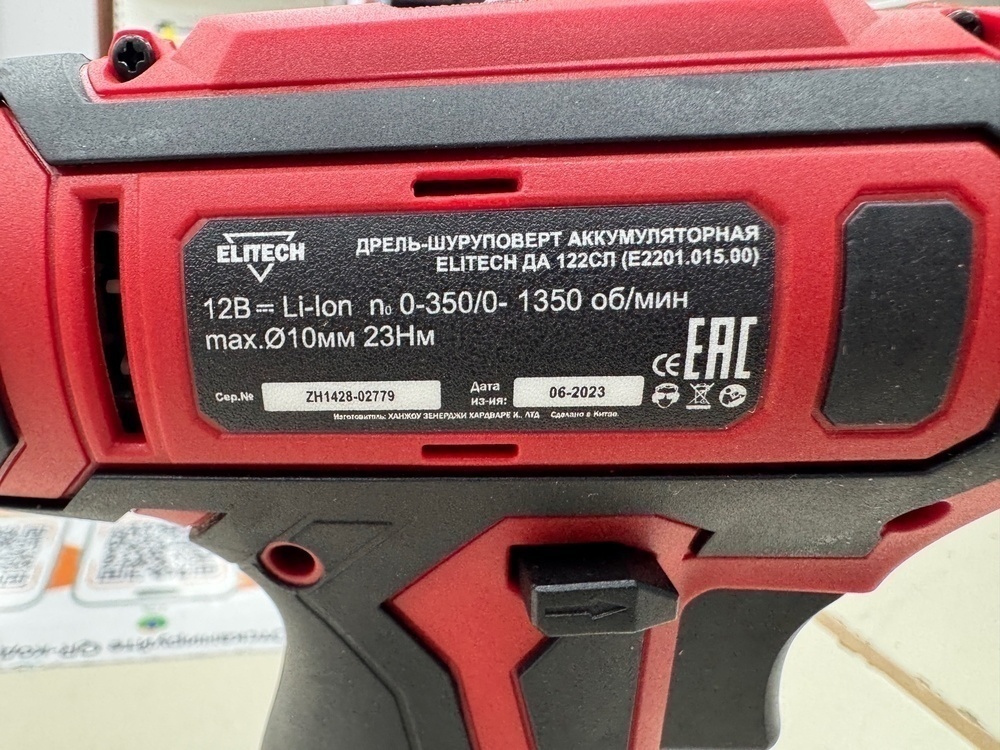 ELITECH
ДРЕЛЬ-ШУРУПОВЕРТ АККУМУЛЯТОРНАЯ
ELITECH ДА 122СЛ (E2201.015.00)
12В Li-Ion n₀ 0-350/0- 1350 об/мин
max.Ø10мм 23Нм
CE EAC
Сер.№ ZH1428-02779 Дата из-ия: 06-2023
Изготовитель: ХАНЖОУ ЗЕНЕРДЖИ ХАРДВАРЕ К., ЛТД Сделано в Китае.